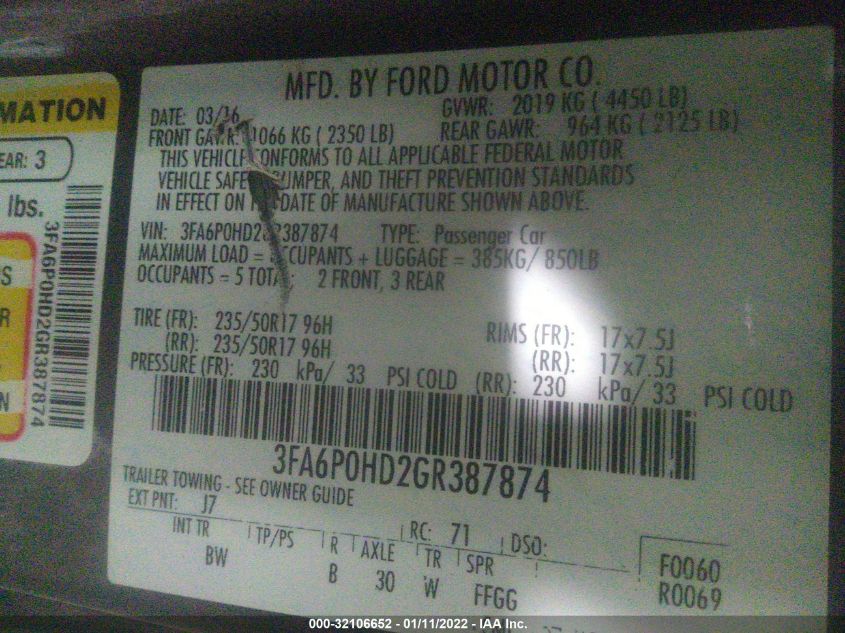 MATION
EAR: 3
lbs.
3FA6P0HD2GR387874
S
R
N
MFD. BY FORD MOTOR CO.
DATE: 03/16 GVWR: 2019 KG ( 4450 LB)
FRONT GAWR: 1066 KG ( 2350 LB) REAR GAWR: 964 KG ( 2125 LB)
THIS VEHICLE CONFORMS TO ALL APPLICABLE FEDERAL MOTOR
VEHICLE SAFETY, BUMPER, AND THEFT PREVENTION STANDARDS
IN EFFECT ON THE DATE OF MANUFACTURE SHOWN ABOVE.
VIN: 3FA6P0HD2GR387874 TYPE: Passenger Car
MAXIMUM LOAD = OCCUPANTS + LUGGAGE = 385KG/ 850LB
OCCUPANTS = 5 TOTAL; 2 FRONT, 3 REAR
TIRE (FR): 235/50R17 96H RIMS (FR): 17x7.5J
(RR): 235/50R17 96H (RR): 17x7.5J
PRESSURE (FR): 230 kPa/ 33 PSI COLD (RR): 230 kPa/ 33 PSI COLD
3FA6P0HD2GR387874
TRAILER TOWING - SEE OWNER GUIDE
EXT PNT: J7 RC: 71 DSO:
INT TR TP/PS R AXLE TR SPR F0060
BW B 30 W FFGG R0069
000-32106652 - 01/11/2022 - IAA Inc.